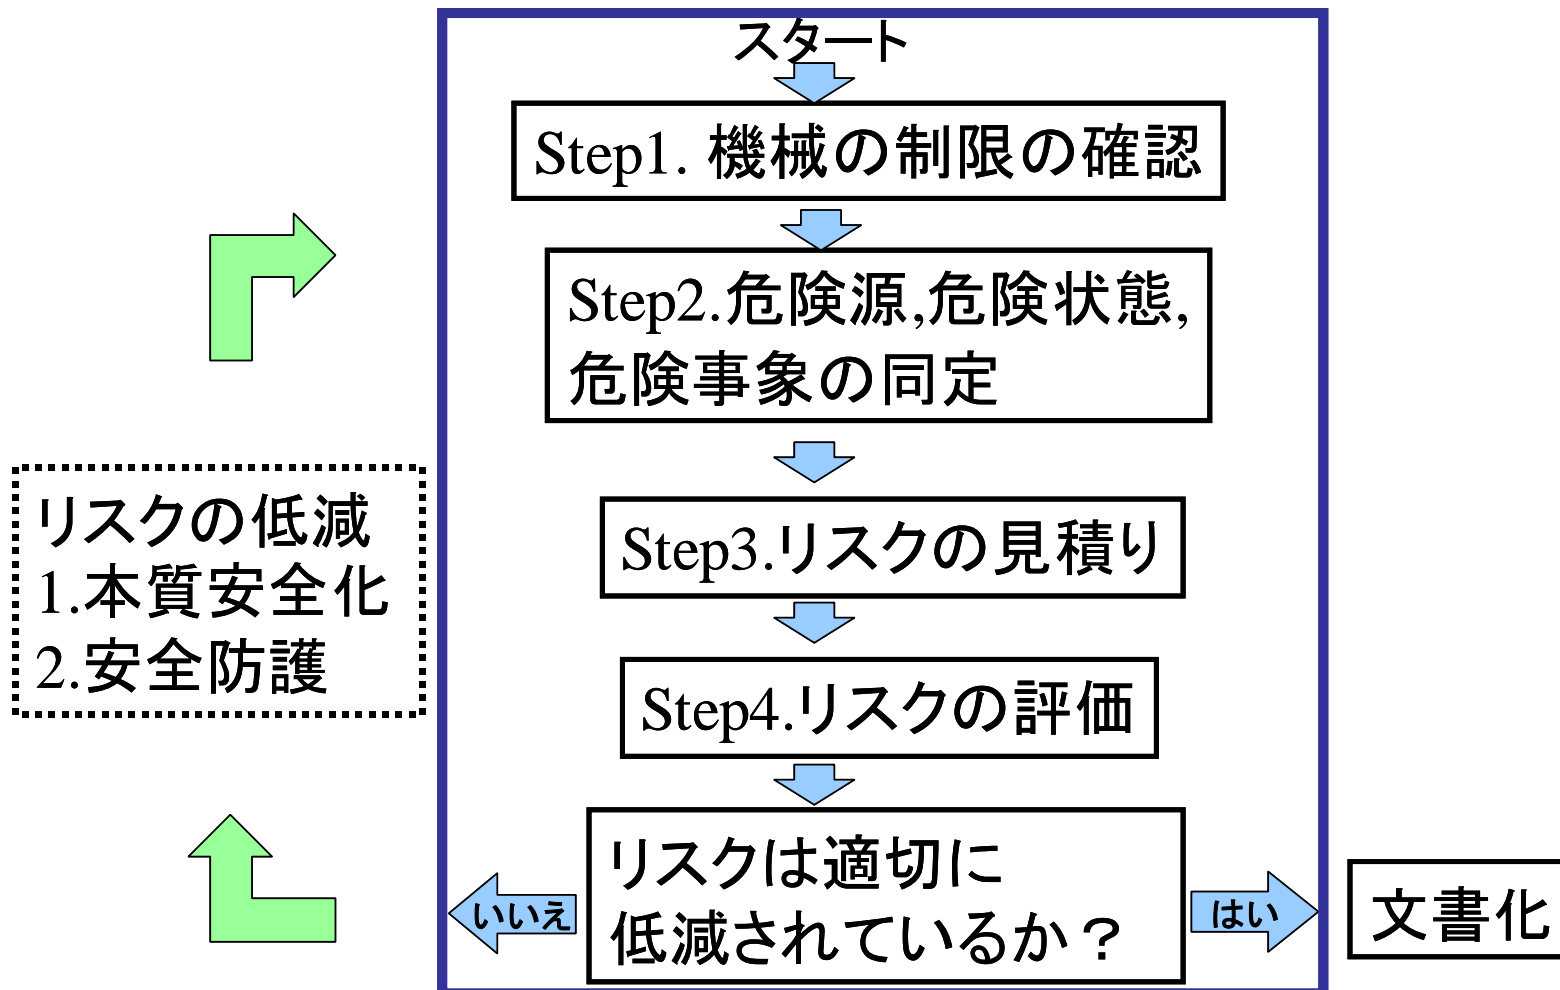 スタート
Step1. 機械の制限の確認
Step2.危険源,危険状態,
危険事象の同定
Step3.リスクの見積り
Step4.リスクの評価
リスクは適切に
低減されているか？
いいえ
はい
文書化
リスクの低減
1.本質安全化
2.安全防護